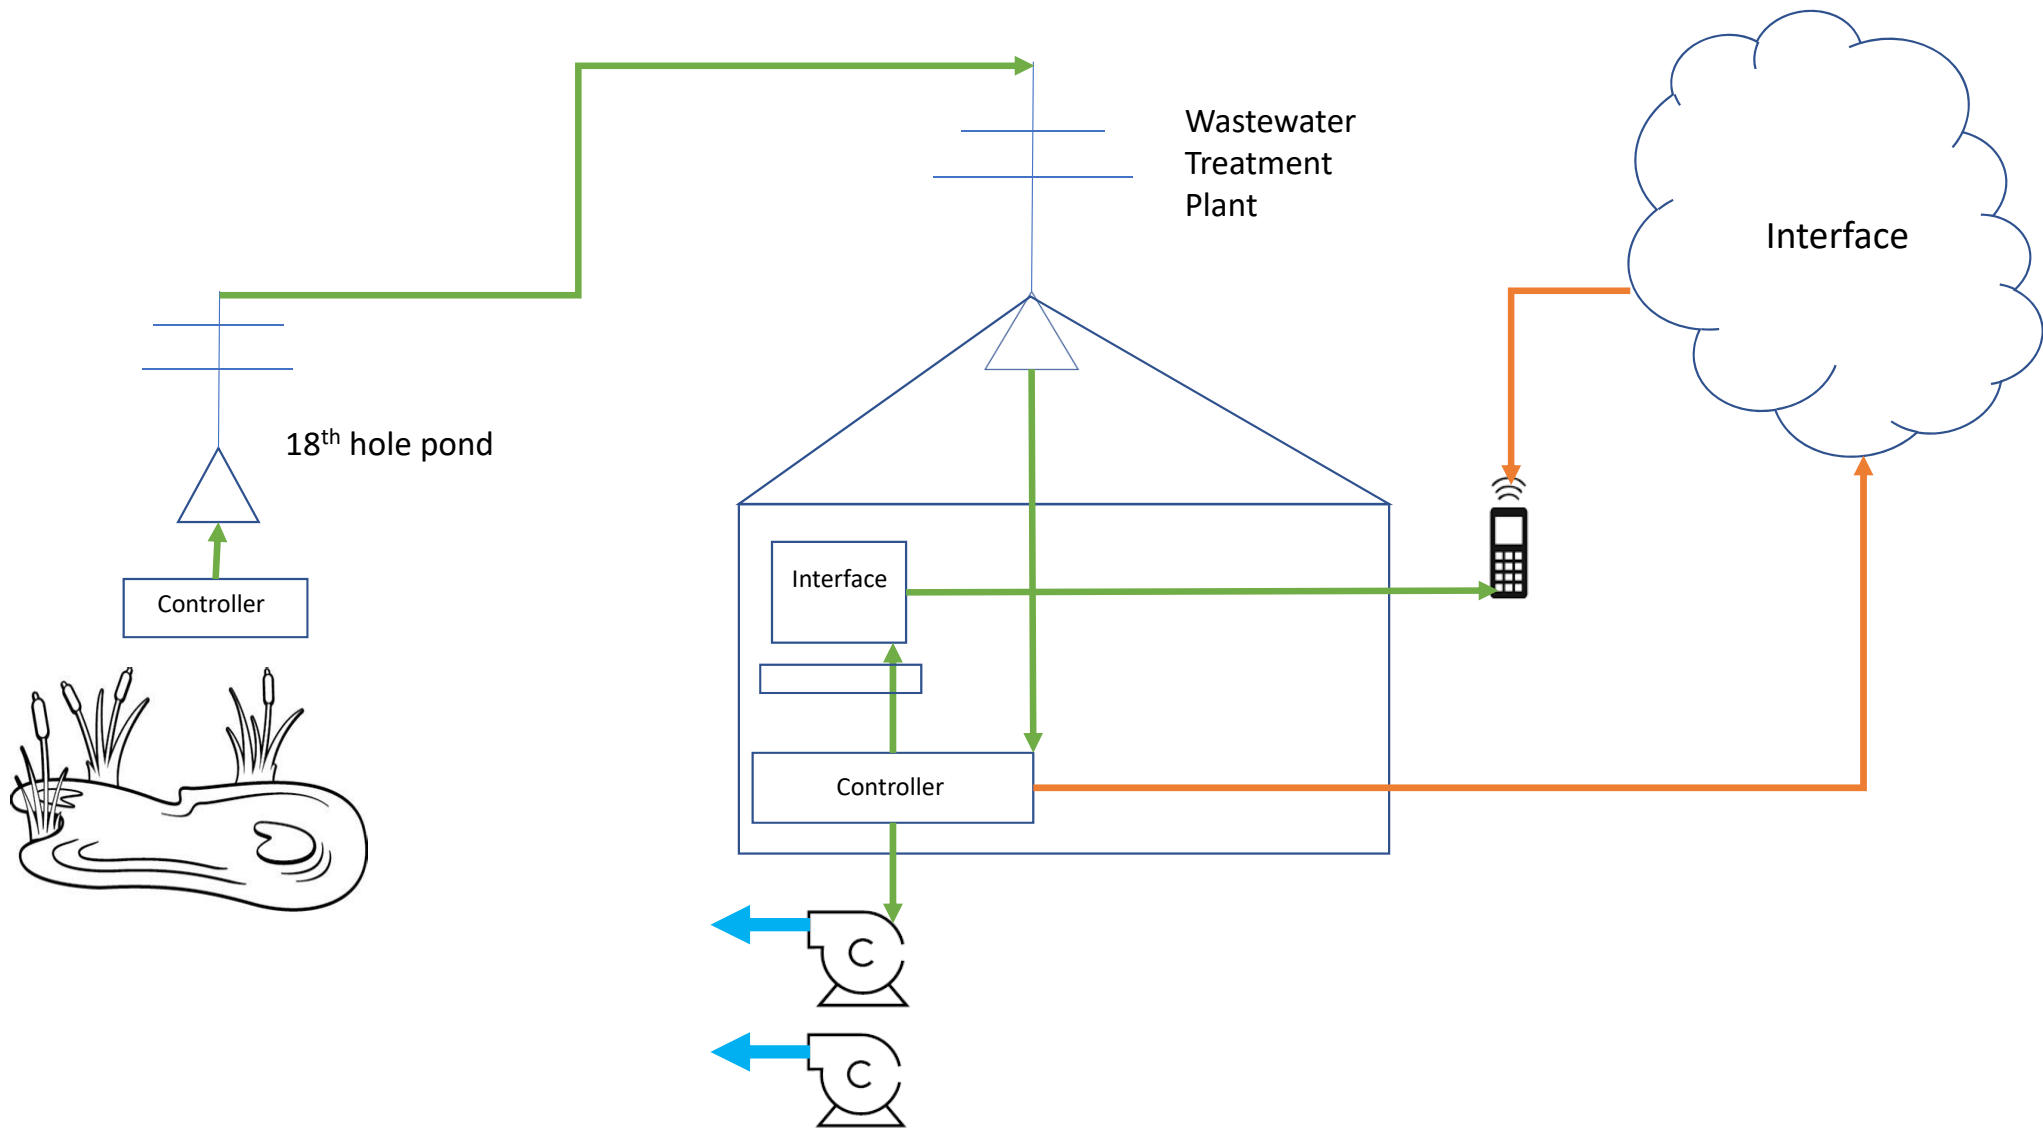 Wastewater
Treatment
Plant
Interface
18th hole pond
Interface
Controller
Controller
C
C